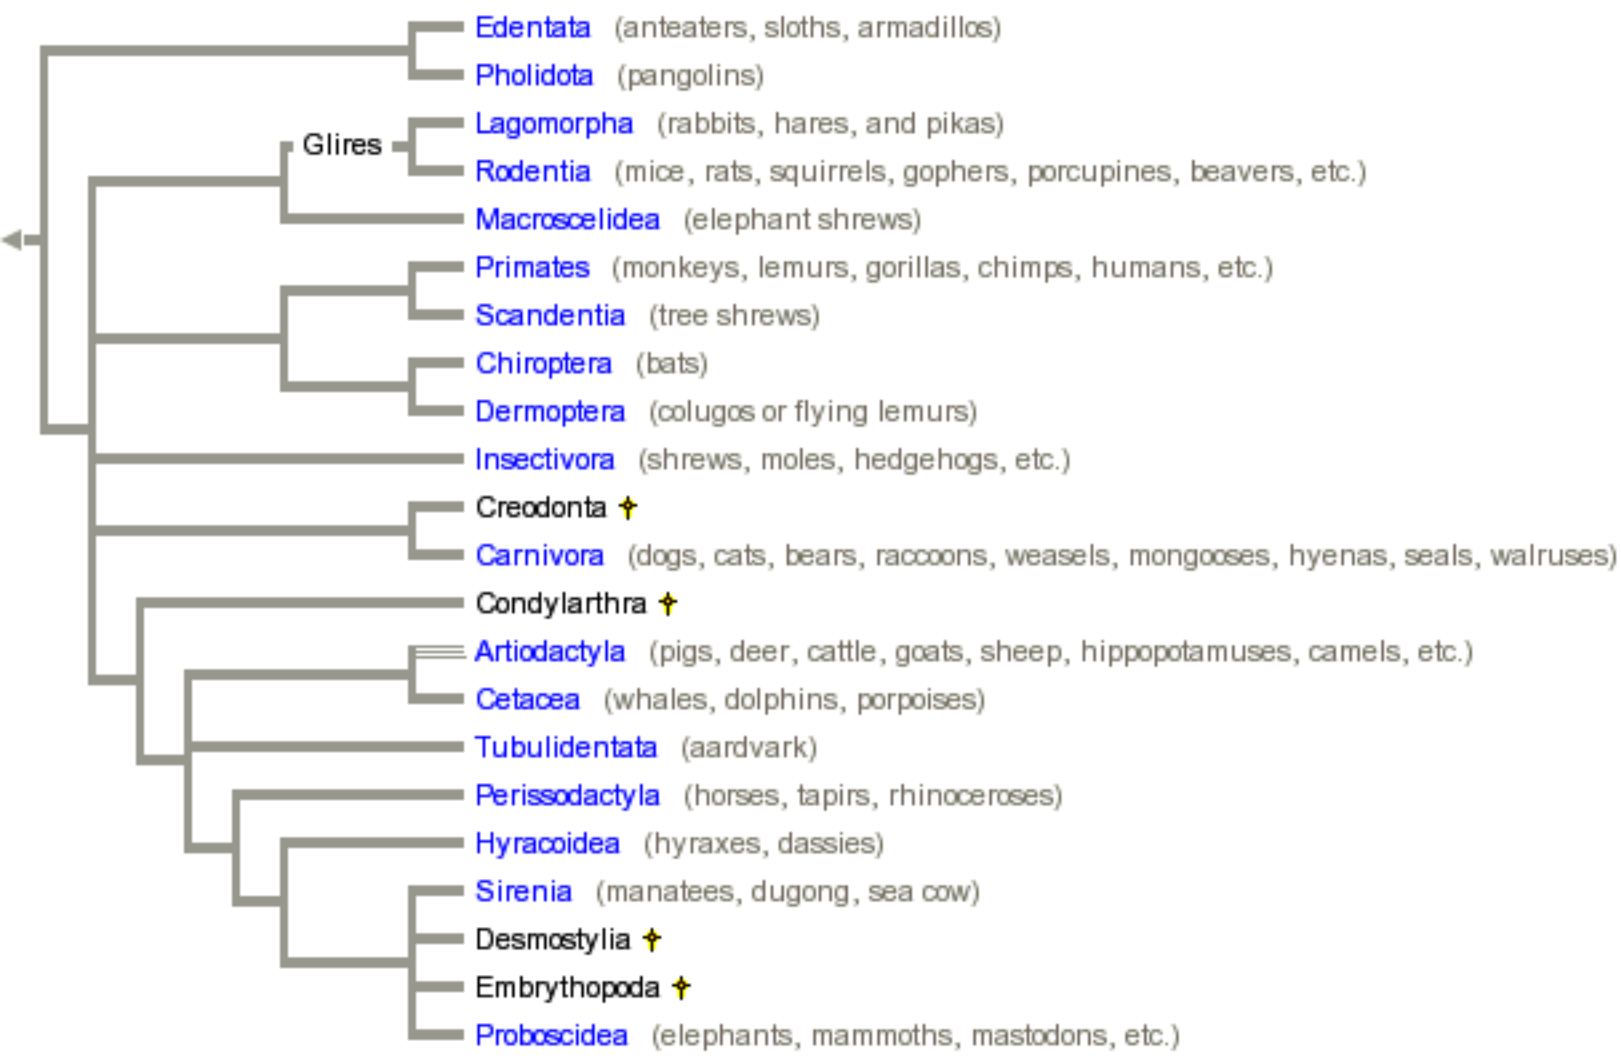 Edentata (anteaters, sloths, armadillos)
Pholidota (pangolins)
Lagomorpha (rabbits, hares, and pikas)
Glires
Rodentia (mice, rats, squirrels, gophers, porcupines, beavers, etc.)
Macroscelidea (elephant shrews)
Primates (monkeys, lemurs, gorillas, chimps, humans, etc.)
Scandentia (tree shrews)
Chiroptera (bats)
Dermoptera (colugos or flying lemurs)
Insectivora (shrews, moles, hedgehogs, etc.)
Creodonta
Carnivora (dogs, cats, bears, raccoons, weasels, mongooses, hyenas, seals, walruses)
Condylarthra
Artiodactyla (pigs, deer, cattle, goats, sheep, hippopotamuses, camels, etc.)
Cetacea (whales, dolphins, porpoises)
Tubulidentata (aardvark)
Perissodactyla (horses, tapirs, rhinoceroses)
Hyracoidea (hyraxes, dassies)
Sirenia (manatees, dugong, sea cow)
Desmostylia
Embrythopoda
Proboscidea (elephants, mammoths, mastodons, etc.)